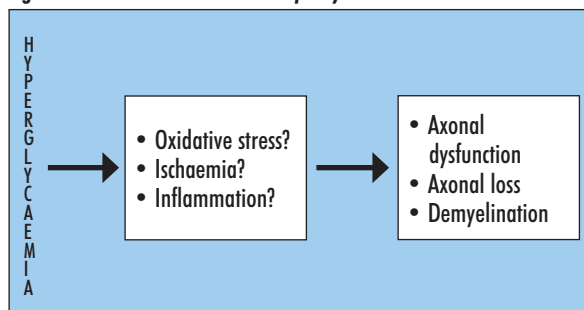 HYPERGLYCAEMIA
• Oxidative stress?
• Ischaemia?
• Inflammation?
• Axonal
dysfunction
• Axonal loss
• Demyelination